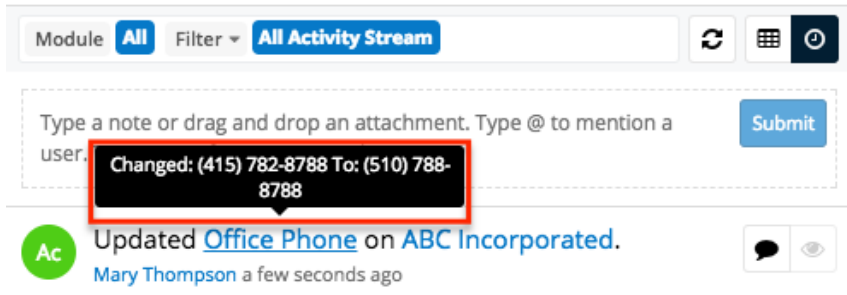 Module All Filter All Activity Stream
Type a note or drag and drop an attachment. Type @ to mention a
user.
Submit
Changed: (415) 782-8788 To: (510) 788-
8788
Ac
Updated Office Phone on ABC Incorporated.
Mary Thompson a few seconds ago